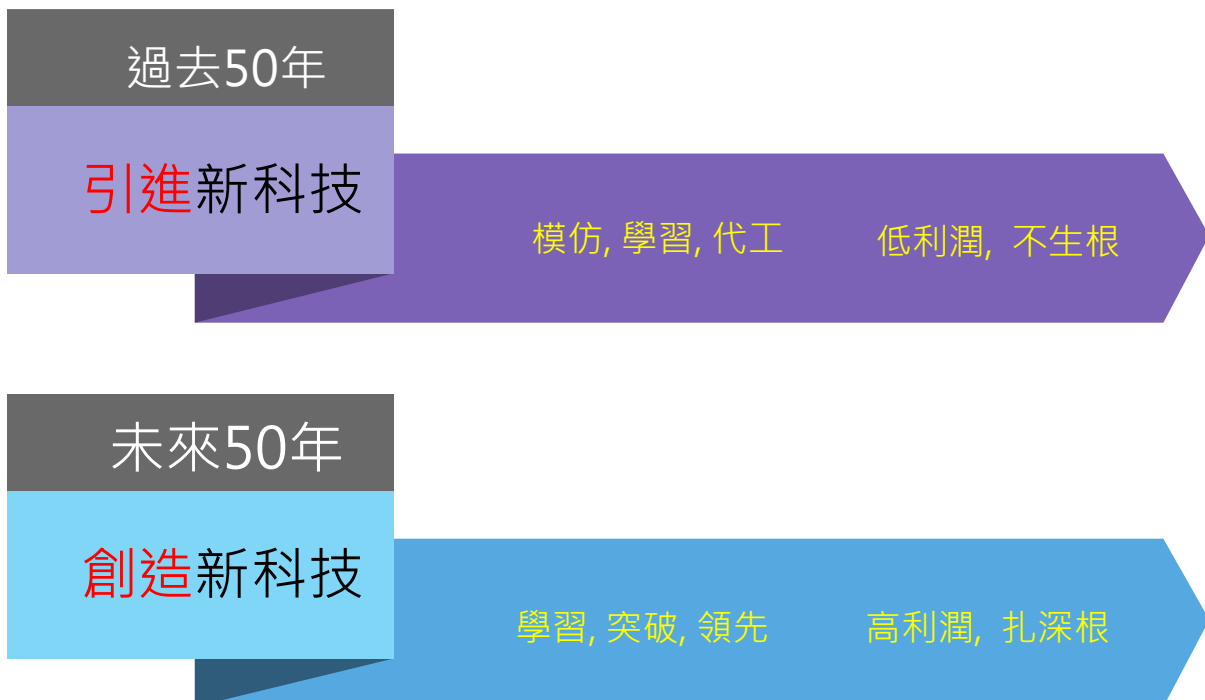 過去50年
引進新科技
模仿, 學習, 代工 低利潤, 不生根
未來50年
創造新科技
學習, 突破, 領先 高利潤, 扎深根